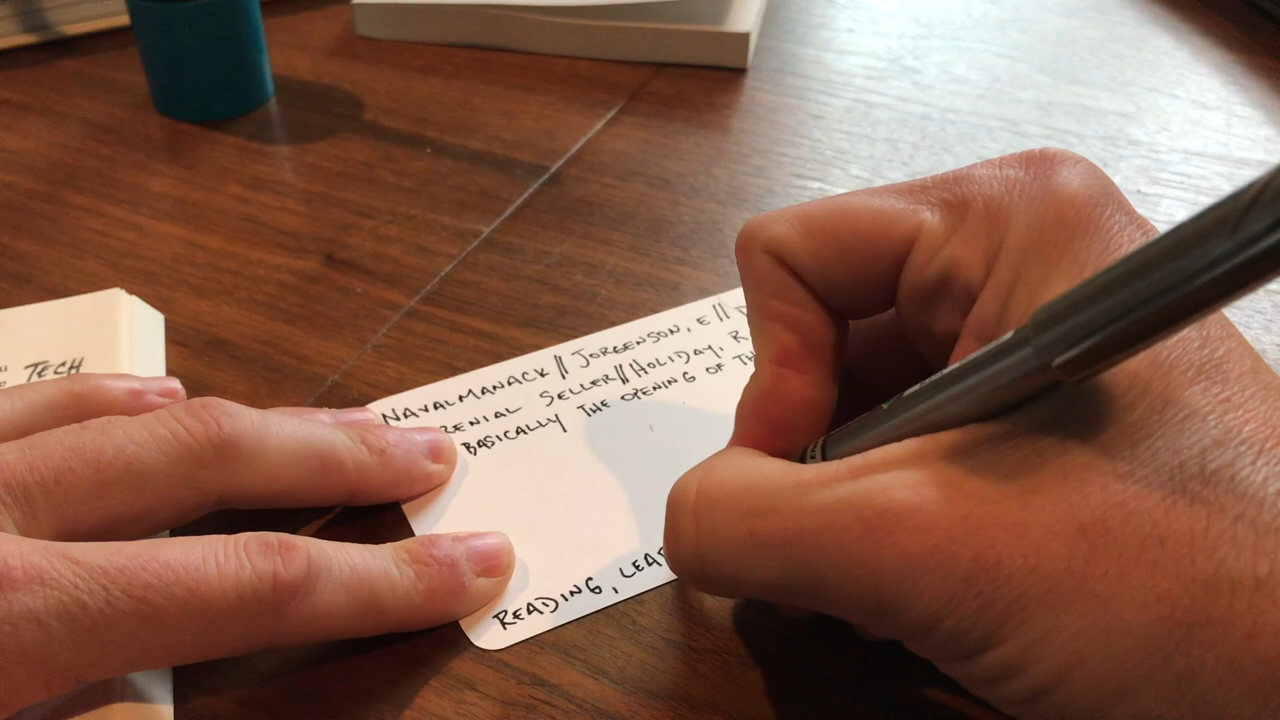 TECH
NAVALMANACK // JORGENSON, E //
RENIAL SELLER // HOLIDAY, R
BASICALLY THE OPENING OF TH
READING, LEA